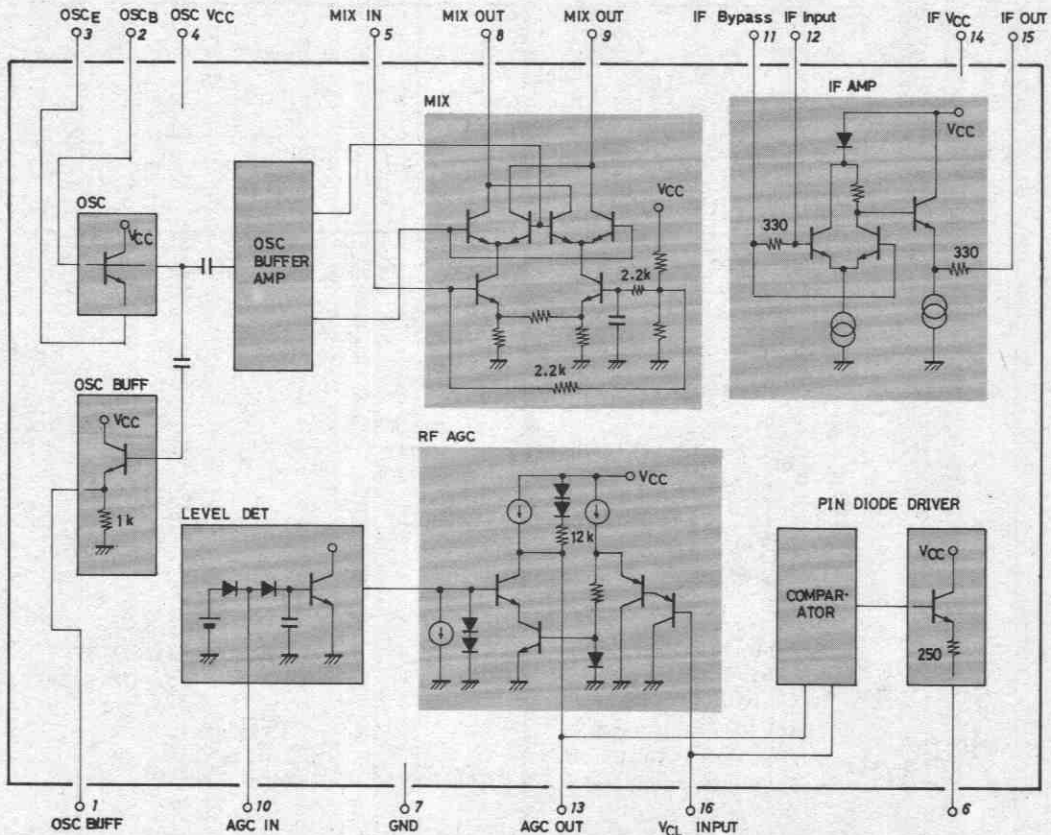 OSCE OSCB OSC VCC MIX IN MIX OUT MIX OUT IF Bypass IF Input IF VCC IF OUT
3 2 4 5 8 9 11 12 14 15
MIX
IF AMP
VCC
OSC
VCC
OSC BUFFER AMP
VCC
330
330
2.2k
2.2k
OSC BUFF
VCC
1k
LEVEL DET
RF AGC
VCC
12k
PIN DIODE DRIVER
COMPAR-
ATOR
VCC
250
1 10 7 13 16 6
OSC BUFF AGC IN GND AGC OUT VCL INPUT